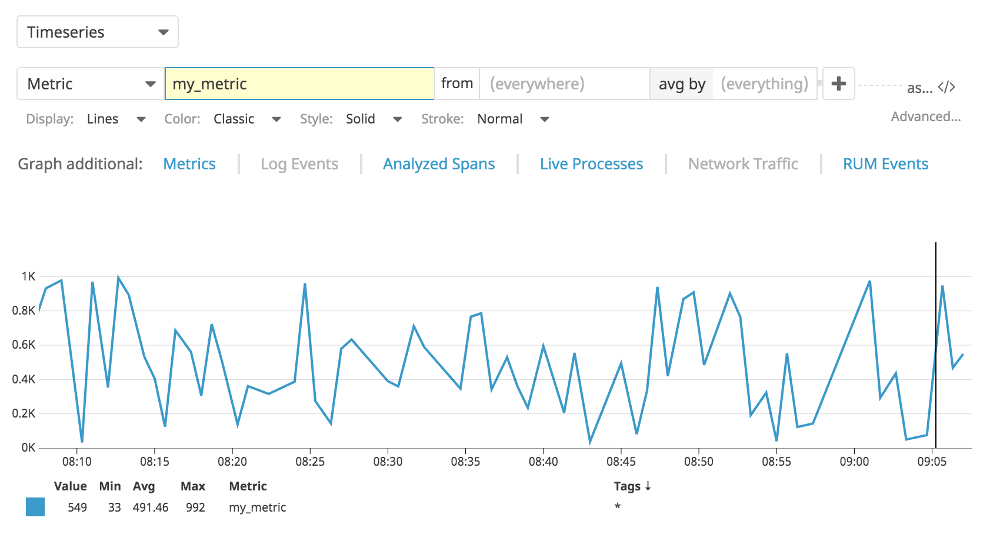 Timeseries
Metric my_metric from (everywhere) avg by (everything) + as... </>
Display: Lines Color: Classic Style: Solid Stroke: Normal Advanced...
Graph additional: Metrics Log Events Analyzed Spans Live Processes Network Traffic RUM Events
1K
0.8K
0.6K
0.4K
0.2K
0K
08:10 08:15 08:20 08:25 08:30 08:35 08:40 08:45 08:50 08:55 09:00 09:05
Value Min Avg Max Metric Tags ↓
549 33 491.46 992 my_metric *